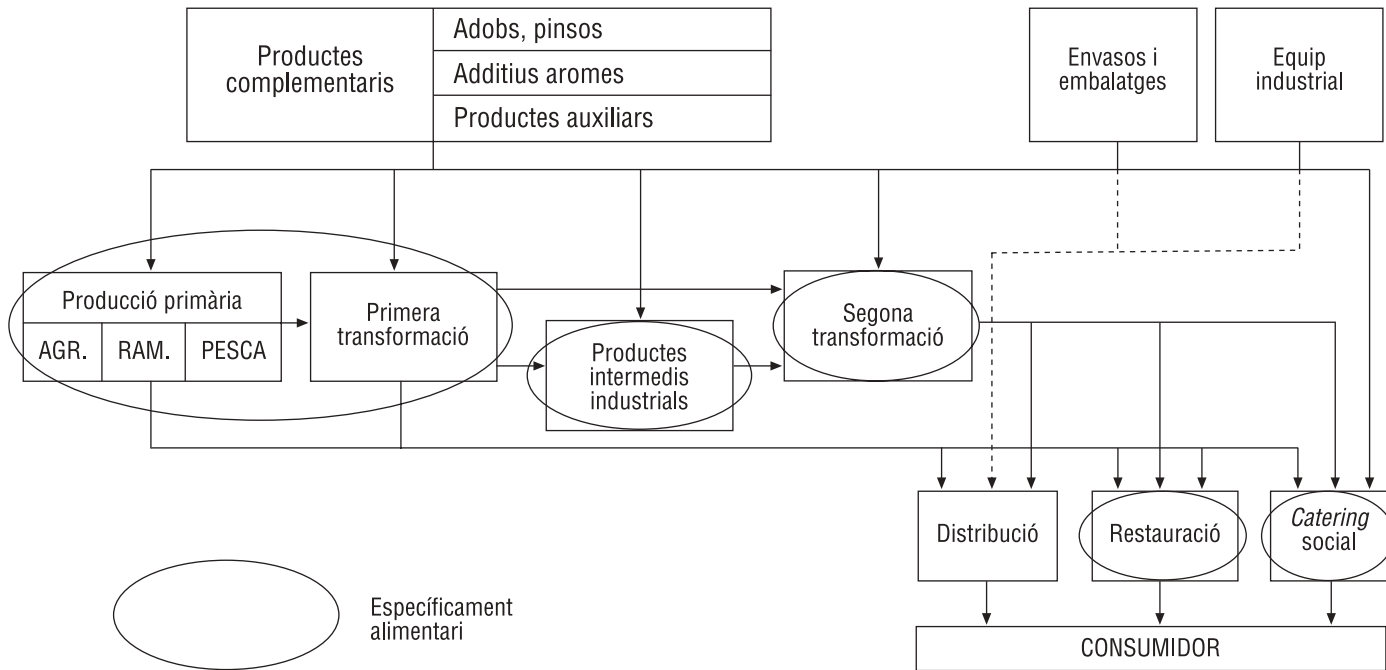 Productes
complementaris
Adobs, pinsos
Additius aromes
Productes auxiliars
Envasos i
embalatges
Equip
industrial
Producció primària
AGR.
RAM.
PESCA
Primera
transformació
Productes
intermedis
industrials
Segona
transformació
Distribució
Restauració
Catering
social
Específicament
alimentari
CONSUMIDOR